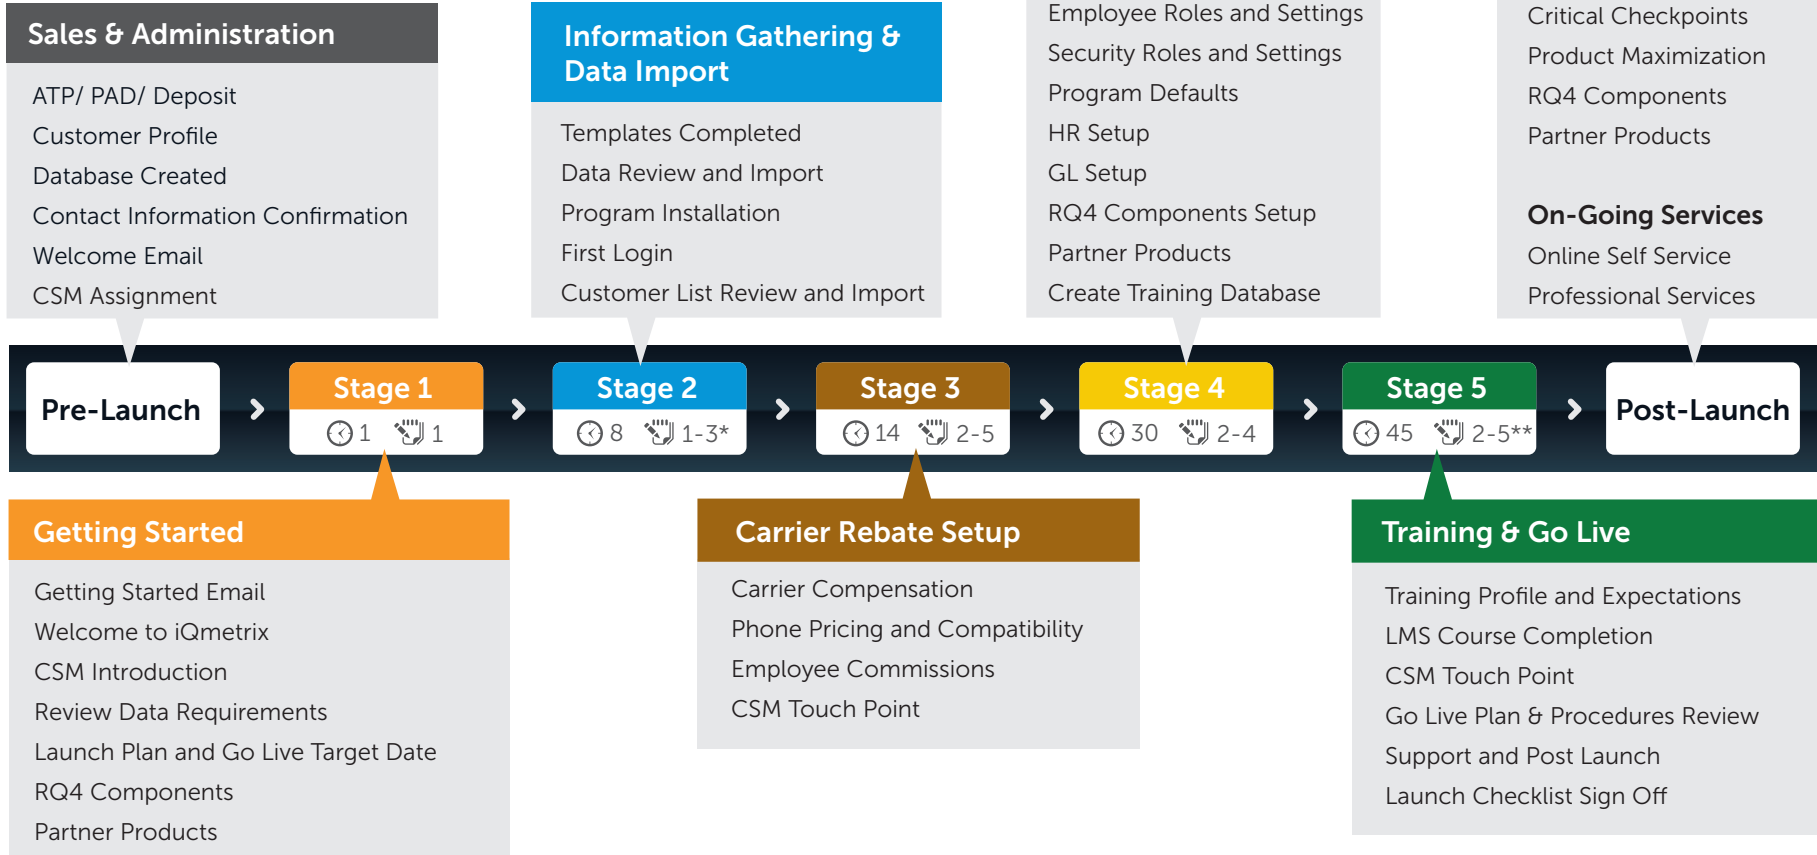 Sales & Administration
ATP/ PAD/ Deposit
Customer Profile
Database Created
Contact Information Confirmation
Welcome Email
CSM Assignment
Information Gathering &
Data Import
Templates Completed
Data Review and Import
Program Installation
First Login
Customer List Review and Import
Employee Roles and Settings
Security Roles and Settings
Program Defaults
HR Setup
GL Setup
RQ4 Components Setup
Partner Products
Create Training Database
Critical Checkpoints
Product Maximization
RQ4 Components
Partner Products
On-Going Services
Online Self Service
Professional Services
Pre-Launch
Stage 1
1 1
Stage 2
8 1-3*
Stage 3
14 2-5
Stage 4
30 2-4
Stage 5
45 2-5**
Post-Launch
Getting Started
Getting Started Email
Welcome to iQmetrix
CSM Introduction
Review Data Requirements
Launch Plan and Go Live Target Date
RQ4 Components
Partner Products
Carrier Rebate Setup
Carrier Compensation
Phone Pricing and Compatibility
Employee Commissions
CSM Touch Point
Training & Go Live
Training Profile and Expectations
LMS Course Completion
CSM Touch Point
Go Live Plan & Procedures Review
Support and Post Launch
Launch Checklist Sign Off